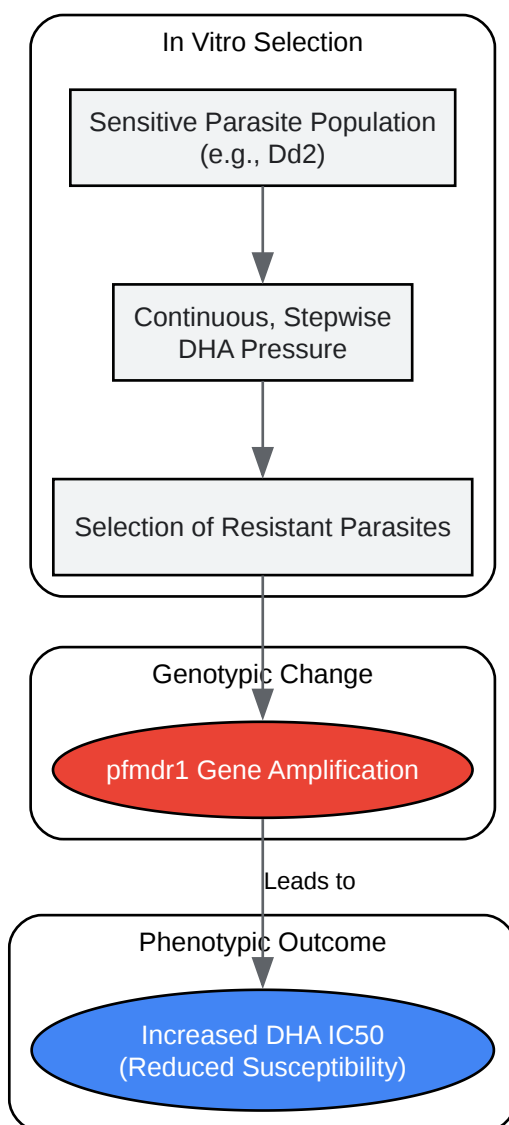 In Vitro Selection
Sensitive Parasite Population
(e.g., Dd2)
Continuous, Stepwise
DHA Pressure
Selection of Resistant Parasites
Genotypic Change
pfmdr1 Gene Amplification
Leads to
Phenotypic Outcome
Increased DHA IC50
(Reduced Susceptibility)